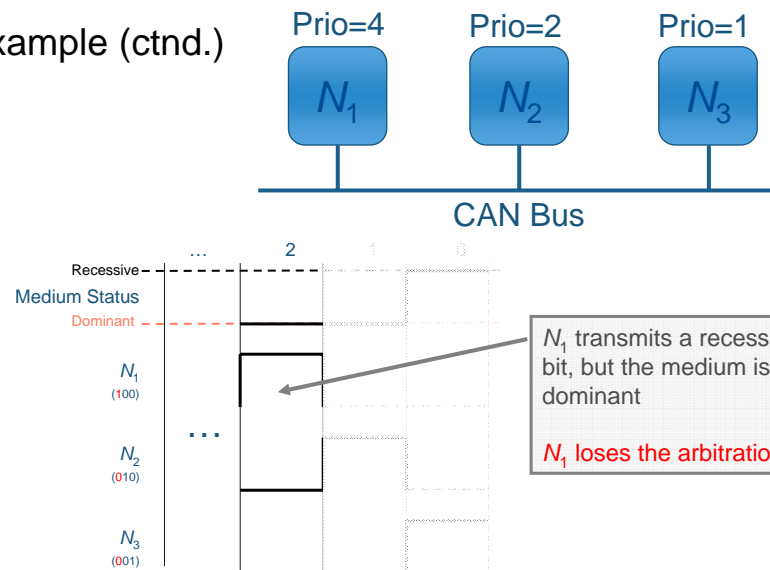 xample (ctnd.)
Prio=4 Prio=2 Prio=1
N1 N2 N3
CAN Bus
... 2 1 0
Recessive
Medium Status
Dominant
N1 transmits a recess
bit, but the medium is
dominant
N1 loses the arbitratio
N1
(100)
...
N2
(010)
N3
(001)